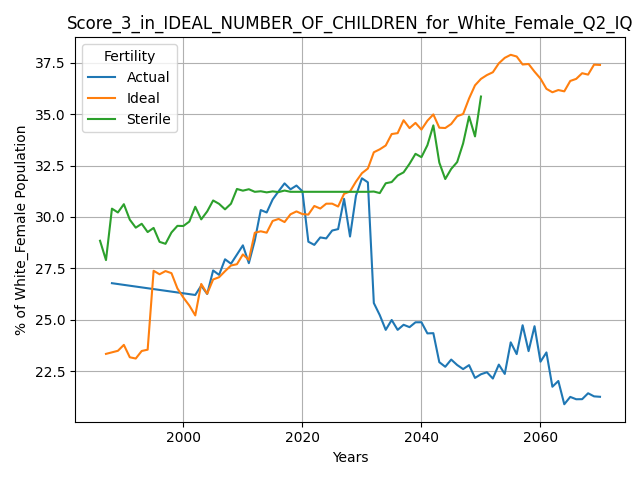 Score_3_in_IDEAL_NUMBER_OF_CHILDREN_for_White_Female_Q2_IQ
Fertility
Actual
Ideal
Sterile
% of White_Female Population
37.5
35.0
32.5
30.0
27.5
25.0
22.5
2000
2020
2040
2060
Years